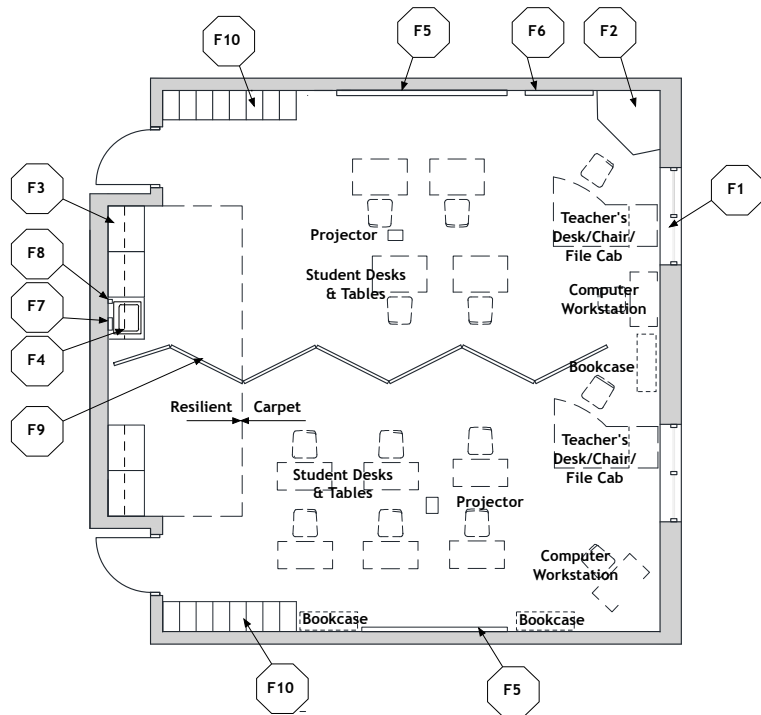 F10
F5
F6
F2
F3
F1
Teacher's
Desk/Chair/
File Cab
Projector
Student Desks
& Tables
F8
F7
F4
Computer
Workstation
Bookcase
F9
Resilient
Carpet
Teacher's
Desk/Chair/
File Cab
Student Desks
& Tables
Projector
Computer
Workstation
Bookcase
Bookcase
F10
F5